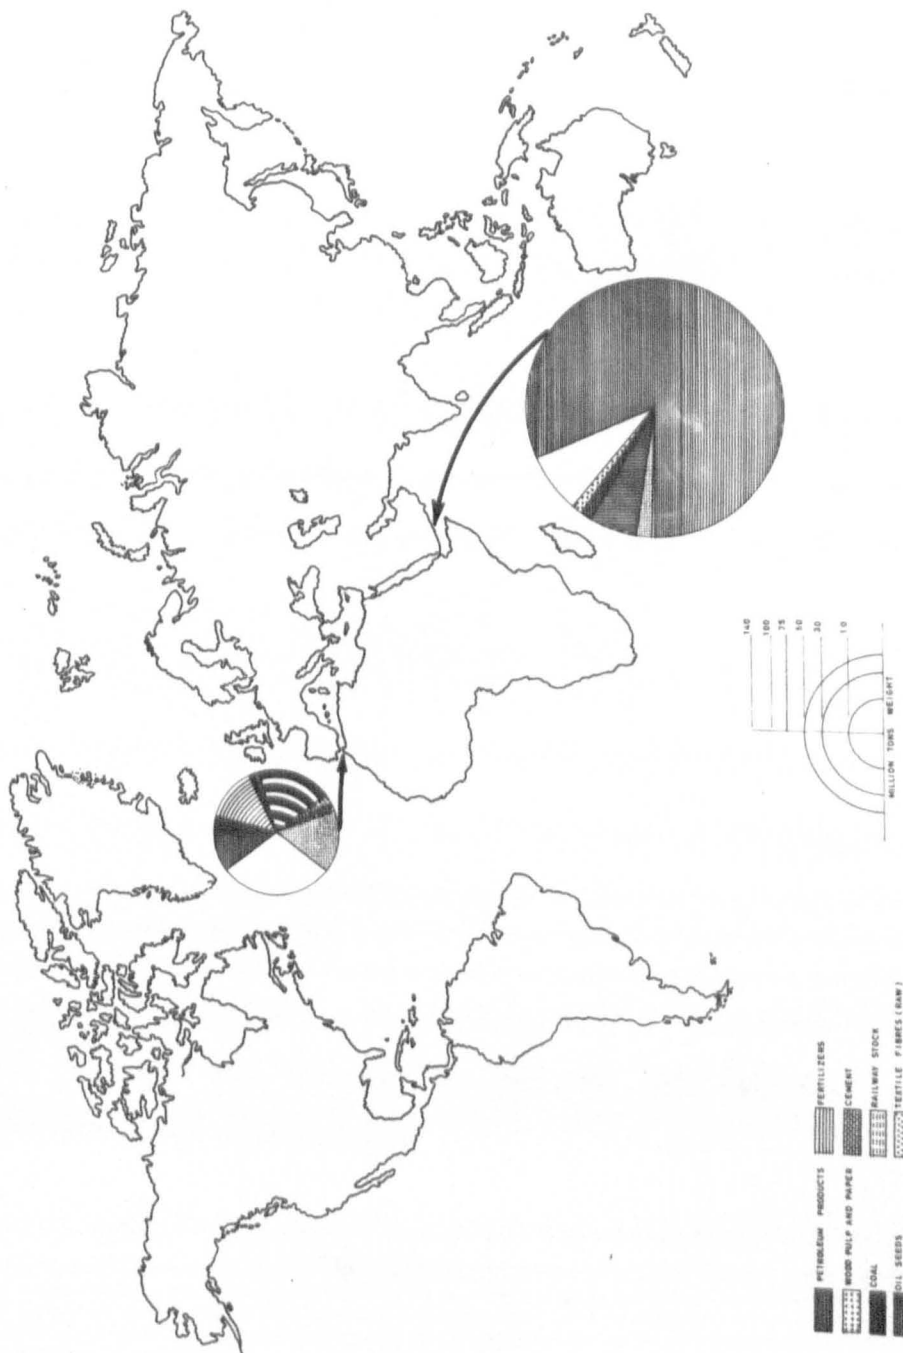 140
100
75
50
30
10
MILLION TONS WEIGHT
PETROLEUM PRODUCTS
WOOD PULP AND PAPER
COAL
OIL SEEDS
FERTILIZERS
CEMENT
RAILWAY STOCK
TEXTILE FIBRES (RAW)